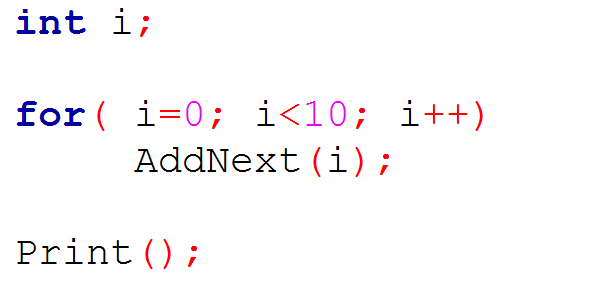 int i;
for( i=0; i<10; i++)
AddNext(i);
Print();